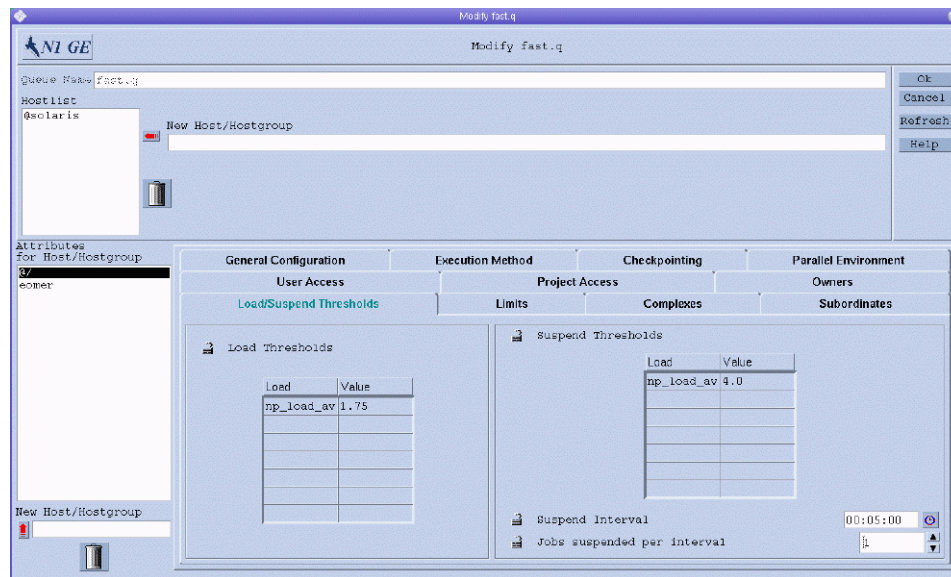 Modify fast.q
N1 GE
Modify fast.q
Queue Name fast.q
Ok
Hostlist
Cancel
@solaris
New Host/Hostgroup
Refresh
Help
Attributes
for Host/Hostgroup
@/
eomer
General Configuration Execution Method Checkpointing Parallel Environment
User Access Project Access Owners
Load/Suspend Thresholds Limits Complexes Subordinates
Load Thresholds
Load Value
np_load_av 1.75
Suspend Thresholds
Load Value
np_load_av 4.0
New Host/Hostgroup
Suspend Interval 00:05:00
Jobs suspended per interval 1